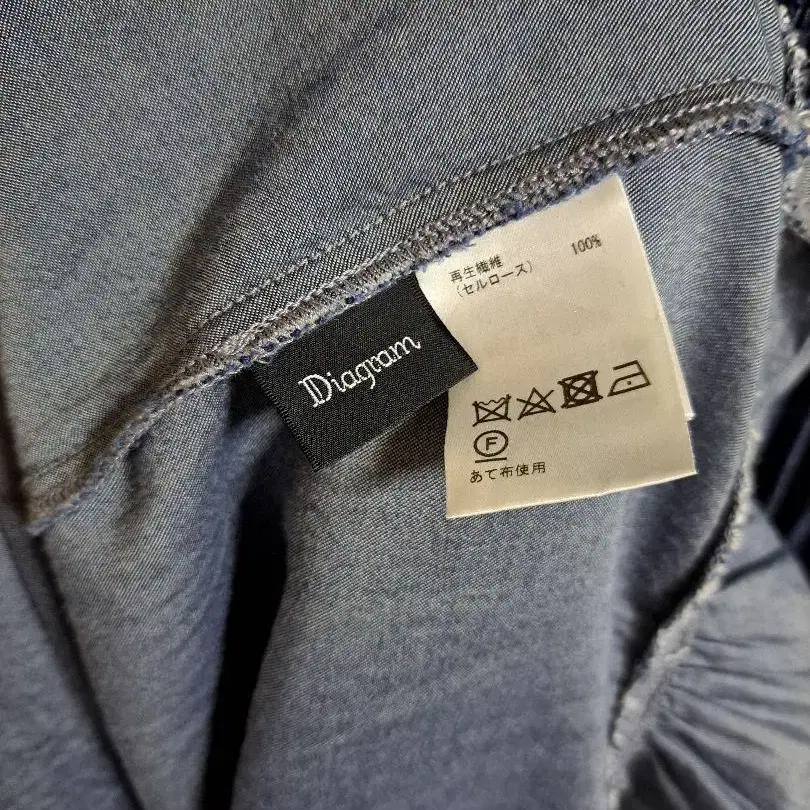 Diagram
再生繊維 100%
(セルロース)
F
あて布使用